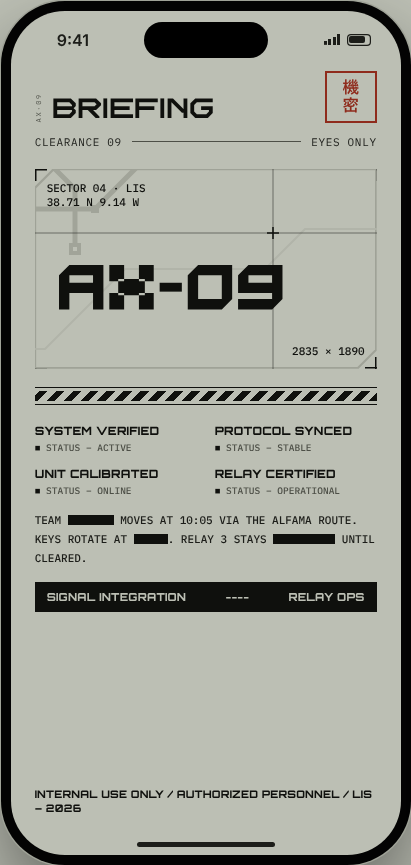 9:41
機密
AX-09
BRIEFING
CLEARANCE 09 EYES ONLY
SECTOR 04 · LIS
38.71 N 9.14 W
AX-09
2835 × 1890
SYSTEM VERIFIED
■ STATUS – ACTIVE
PROTOCOL SYNCED
■ STATUS – STABLE
UNIT CALIBRATED
■ STATUS – ONLINE
RELAY CERTIFIED
■ STATUS – OPERATIONAL
TEAM MOVES AT 10:05 VIA THE ALFAMA ROUTE.
KEYS ROTATE AT . RELAY 3 STAYS UNTIL
CLEARED.
SIGNAL INTEGRATION ---- RELAY OPS
INTERNAL USE ONLY / AUTHORIZED PERSONNEL / LIS
– 2026